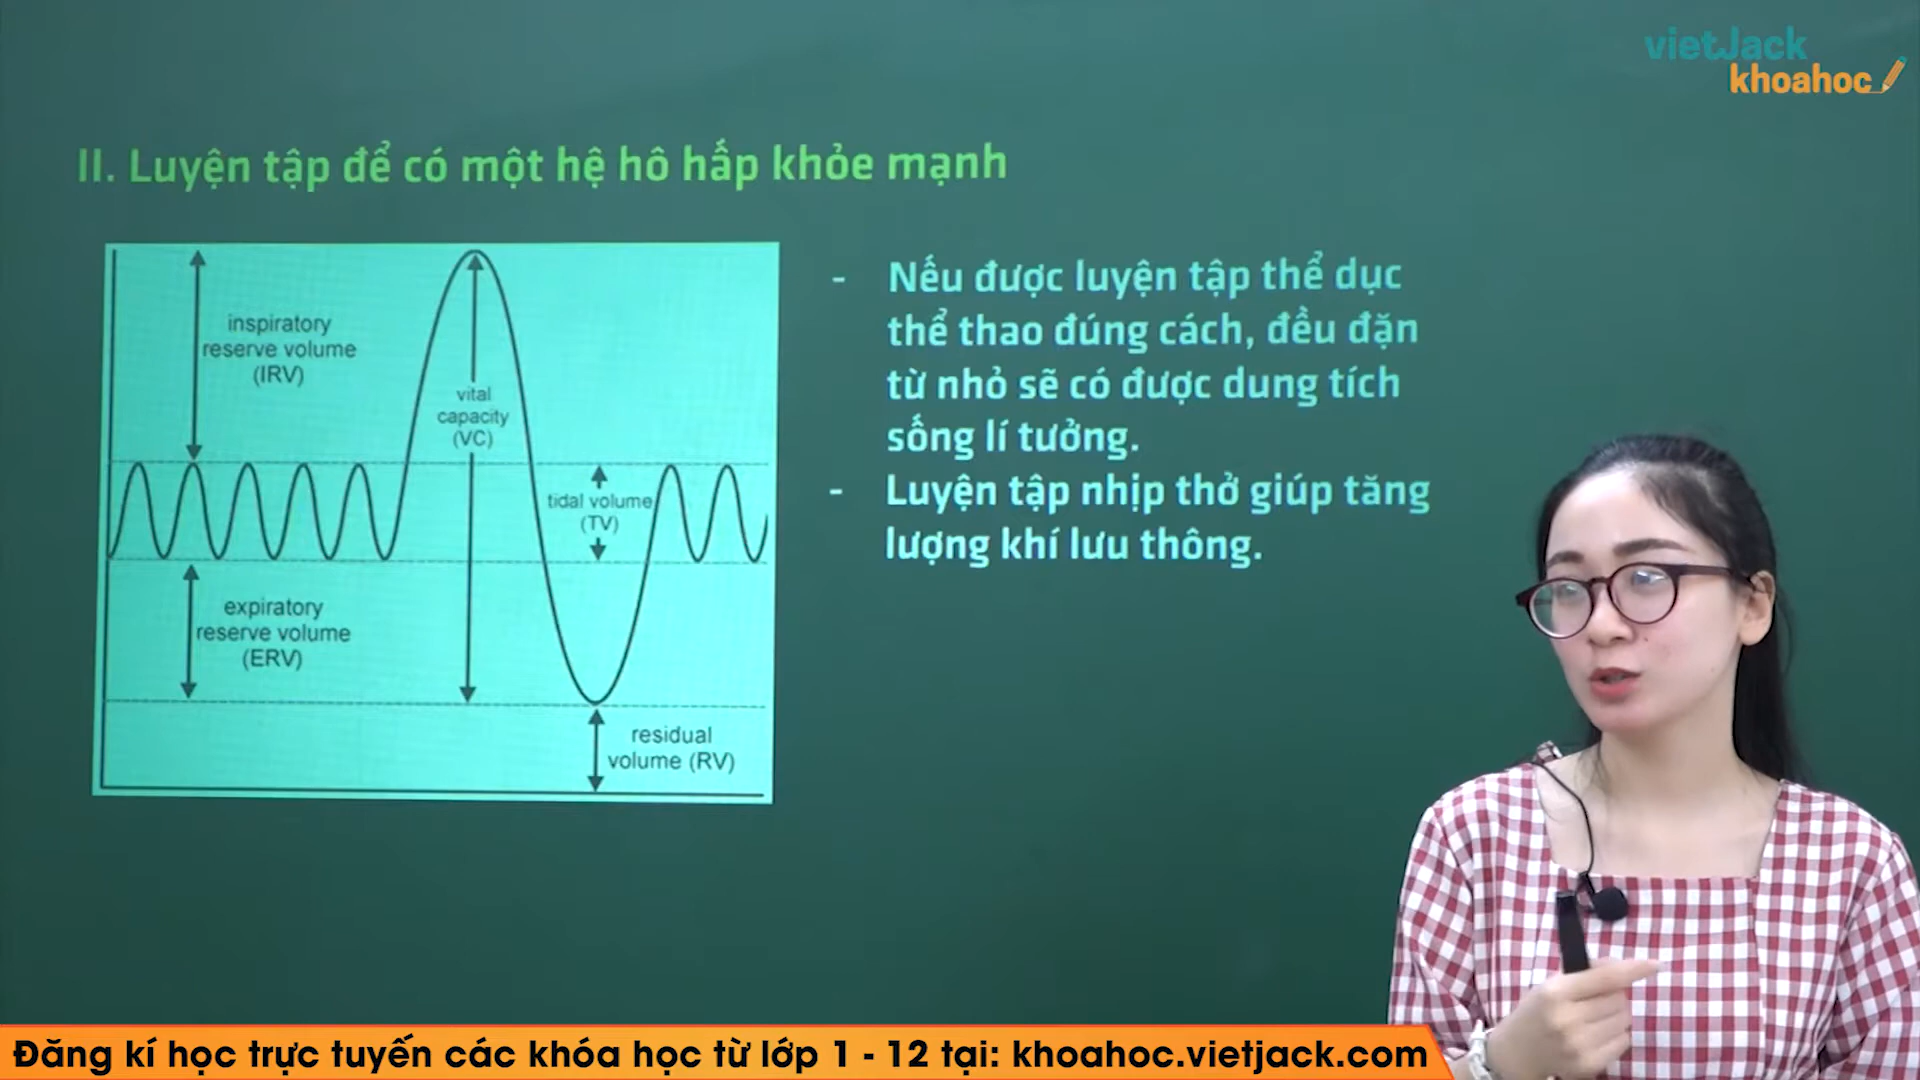 vietJack
khoahoc
II. Luyện tập để có một hệ hô hấp khỏe mạnh
inspiratory
reserve volume
(IRV)
vital
capacity
(VC)
tidal volume
(TV)
expiratory
reserve volume
(ERV)
residual
volume (RV)
- Nếu được luyện tập thể dục
thể thao đúng cách, đều đặn
từ nhỏ sẽ có được dung tích
sống lí tưởng.
- Luyện tập nhịp thở giúp tăng
lượng khí lưu thông.
Đăng kí học trực tuyến các khóa học từ lớp 1 - 12 tại: khoahoc.vietjack.com